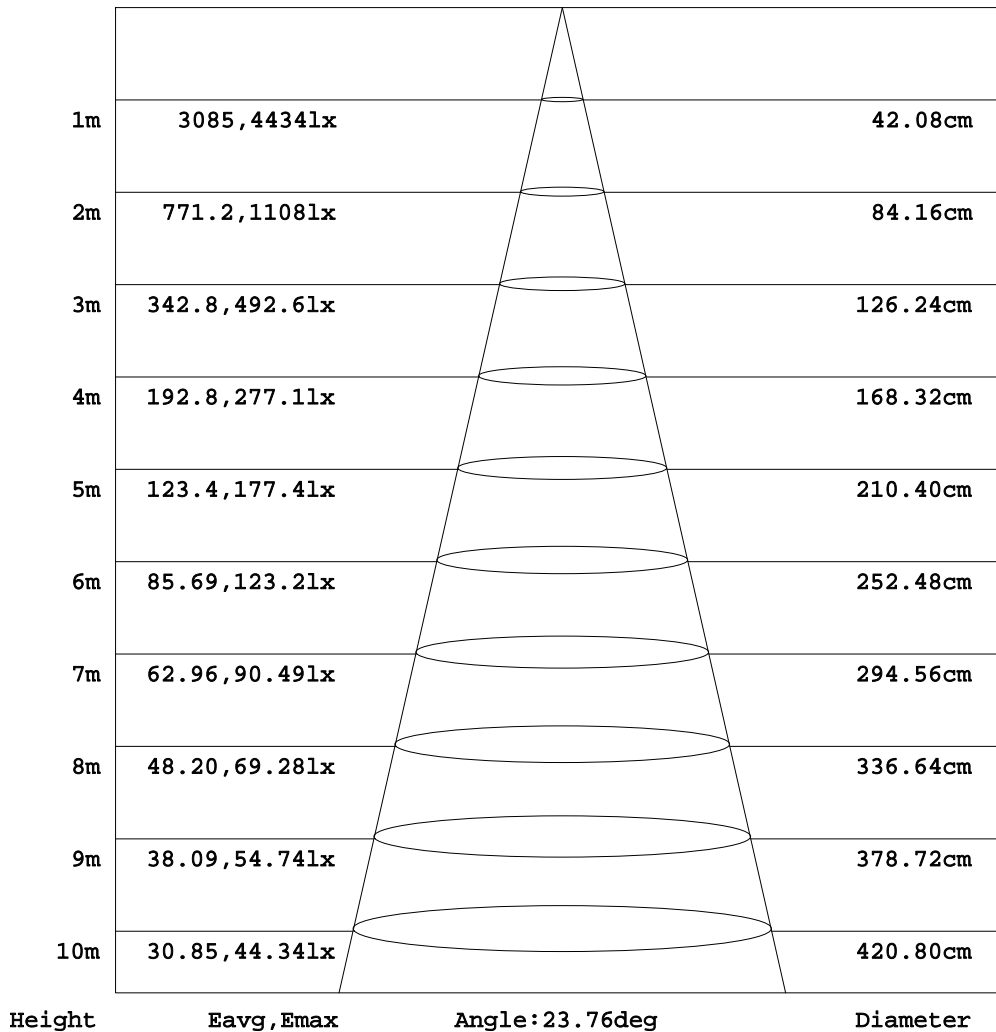 1m 3085,4434lx 42.08cm
2m 771.2,1108lx 84.16cm
3m 342.8,492.6lx 126.24cm
4m 192.8,277.1lx 168.32cm
5m 123.4,177.4lx 210.40cm
6m 85.69,123.2lx 252.48cm
7m 62.96,90.49lx 294.56cm
8m 48.20,69.28lx 336.64cm
9m 38.09,54.74lx 378.72cm
10m 30.85,44.34lx 420.80cm
Height Eavg,Emax Angle:23.76deg Diameter